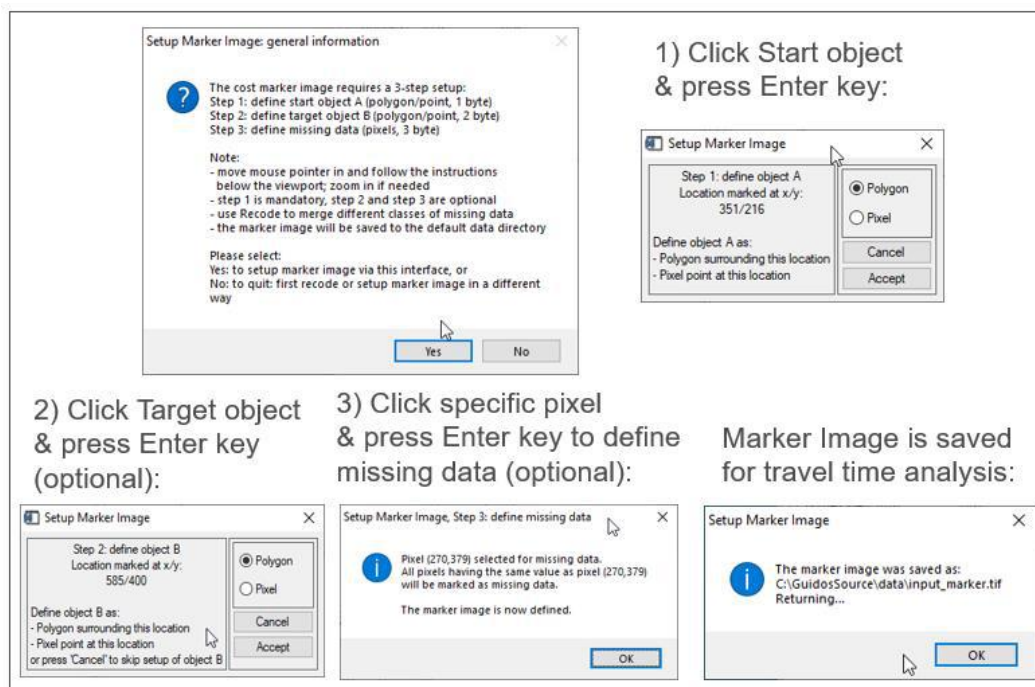 Setup Marker Image: general information
The cost marker image requires a 3-step setup:
Step 1: define start object A (polygon/point, 1 byte)
Step 2: define target object B (polygon/point, 2 byte)
Step 3: define missing data (pixels, 3 byte)
Note:
- move mouse pointer in and follow the instructions
below the viewport; zoom in if needed
- step 1 is mandatory, step 2 and step 3 are optional
- use Recode to merge different classes of missing data
- the marker image will be saved to the default data directory
Please select:
Yes: to setup marker image via this interface, or
No: to quit: first recode or setup marker image in a different
way
Yes
No
1) Click Start object
& press Enter key:
Setup Marker Image
Step 1: define object A
Location marked at x/y:
351/216
Define object A as:
- Polygon surrounding this location
- Pixel point at this location
Polygon
Pixel
Cancel
Accept
2) Click Target object
& press Enter key
(optional):
Setup Marker Image
Step 2: define object B
Location marked at x/y:
585/400
Define object B as:
- Polygon surrounding this location
- Pixel point at this location
or press 'Cancel' to skip setup of object B
Polygon
Pixel
Cancel
Accept
3) Click specific pixel
& press Enter key to define
missing data (optional):
Setup Marker Image, Step 3: define missing data
Pixel (270,379) selected for missing data.
All pixels having the same value as pixel (270,379)
will be marked as missing data.
The marker image is now defined.
OK
Marker Image is saved
for travel time analysis:
Setup Marker Image
The marker image was saved as:
C:\GuidosSource\data\input_marker.tif
Returning...
OK